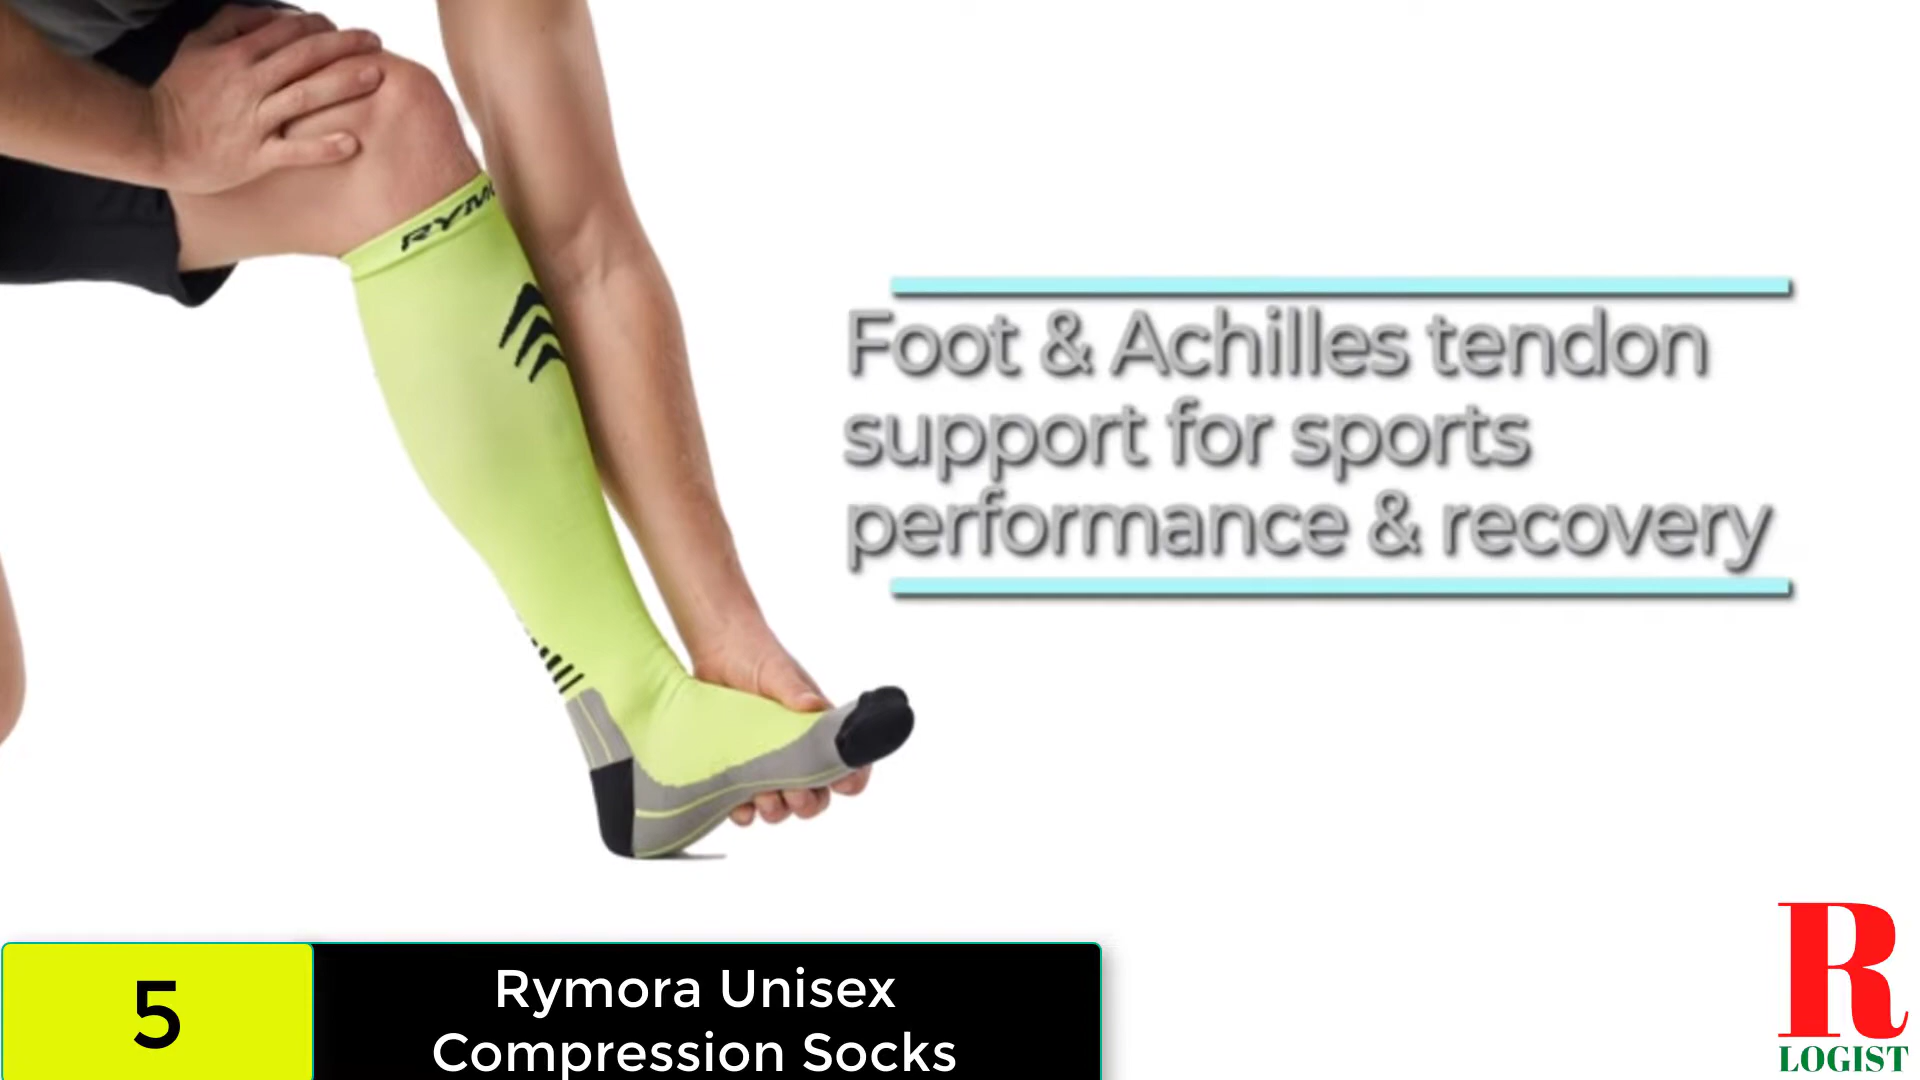 Foot & Achilles tendon
support for sports
performance & recovery
5
Rymora Unisex
Compression Socks
R
LOGIST